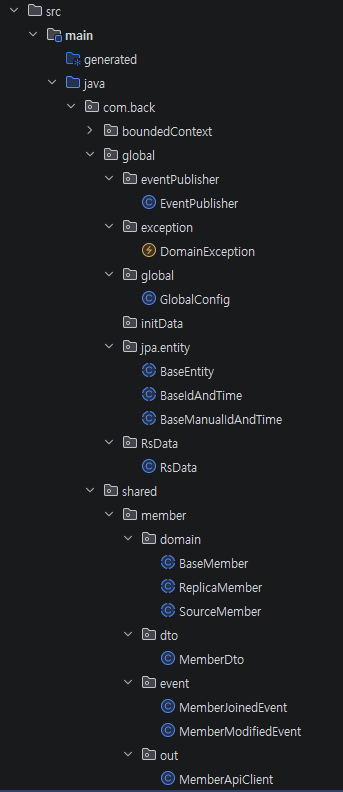 src
main
generated
java
com.back
boundedContext
global
eventPublisher
EventPublisher
exception
DomainException
global
GlobalConfig
initData
jpa.entity
BaseEntity
BaseIdAndTime
BaseManualIdAndTime
RsData
RsData
shared
member
domain
BaseMember
ReplicaMember
SourceMember
dto
MemberDto
event
MemberJoinedEvent
MemberModifiedEvent
out
MemberApiClient